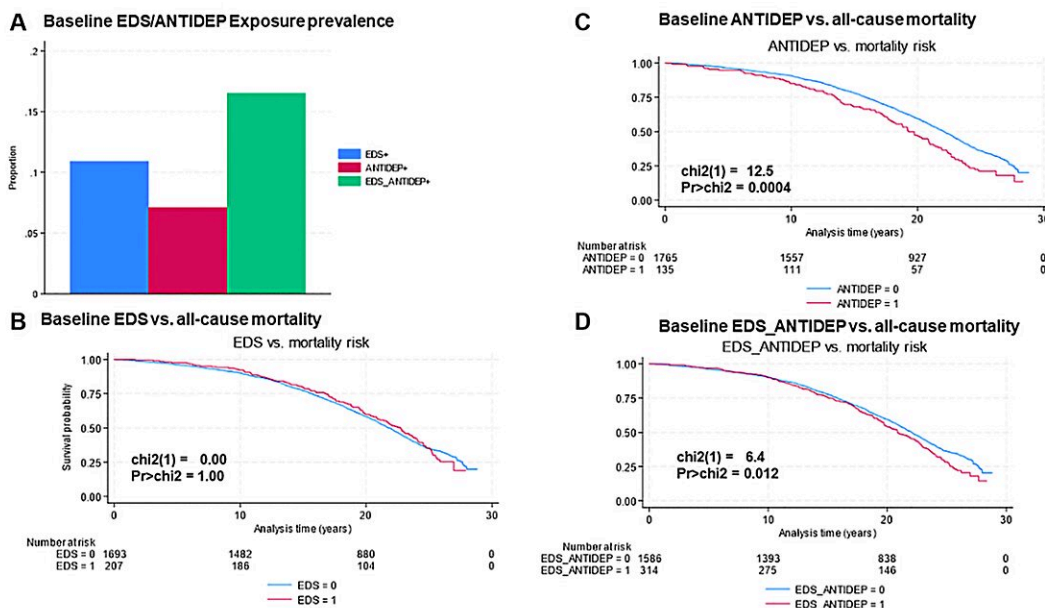 A Baseline EDS/ANTIDEP Exposure prevalence
.2
.15
.1
.05
0
Proportion
EDS+
ANTIDEP+
EDS_ANTIDEP+
B Baseline EDS vs. all-cause mortality
EDS vs. mortality risk
1.00
0.75
0.50
0.25
0.00
Survival probability
chi2(1) = 0.00
Pr>chi2 = 1.00
0 10 20 30
Analysis time (years)
Number at risk
EDS = 0 1693 1482 880 0
EDS = 1 207 186 104 0
EDS = 0
EDS = 1
C Baseline ANTIDEP vs. all-cause mortality
ANTIDEP vs. mortality risk
1.00
0.75
0.50
0.25
0.00
chi2(1) = 12.5
Pr>chi2 = 0.0004
0 10 20 30
Analysis time (years)
Number at risk
ANTIDEP = 0 1765 1557 927 0
ANTIDEP = 1 135 111 57 0
ANTIDEP = 0
ANTIDEP = 1
D Baseline EDS_ANTIDEP vs. all-cause mortality
EDS_ANTIDEP vs. mortality risk
1.00
0.75
0.50
0.25
0.00
chi2(1) = 6.4
Pr>chi2 = 0.012
0 10 20 30
Analysis time (years)
Number at risk
EDS_ANTIDEP = 0 1586 1393 838 0
EDS_ANTIDEP = 1 314 275 146 0
EDS_ANTIDEP = 0
EDS_ANTIDEP = 1